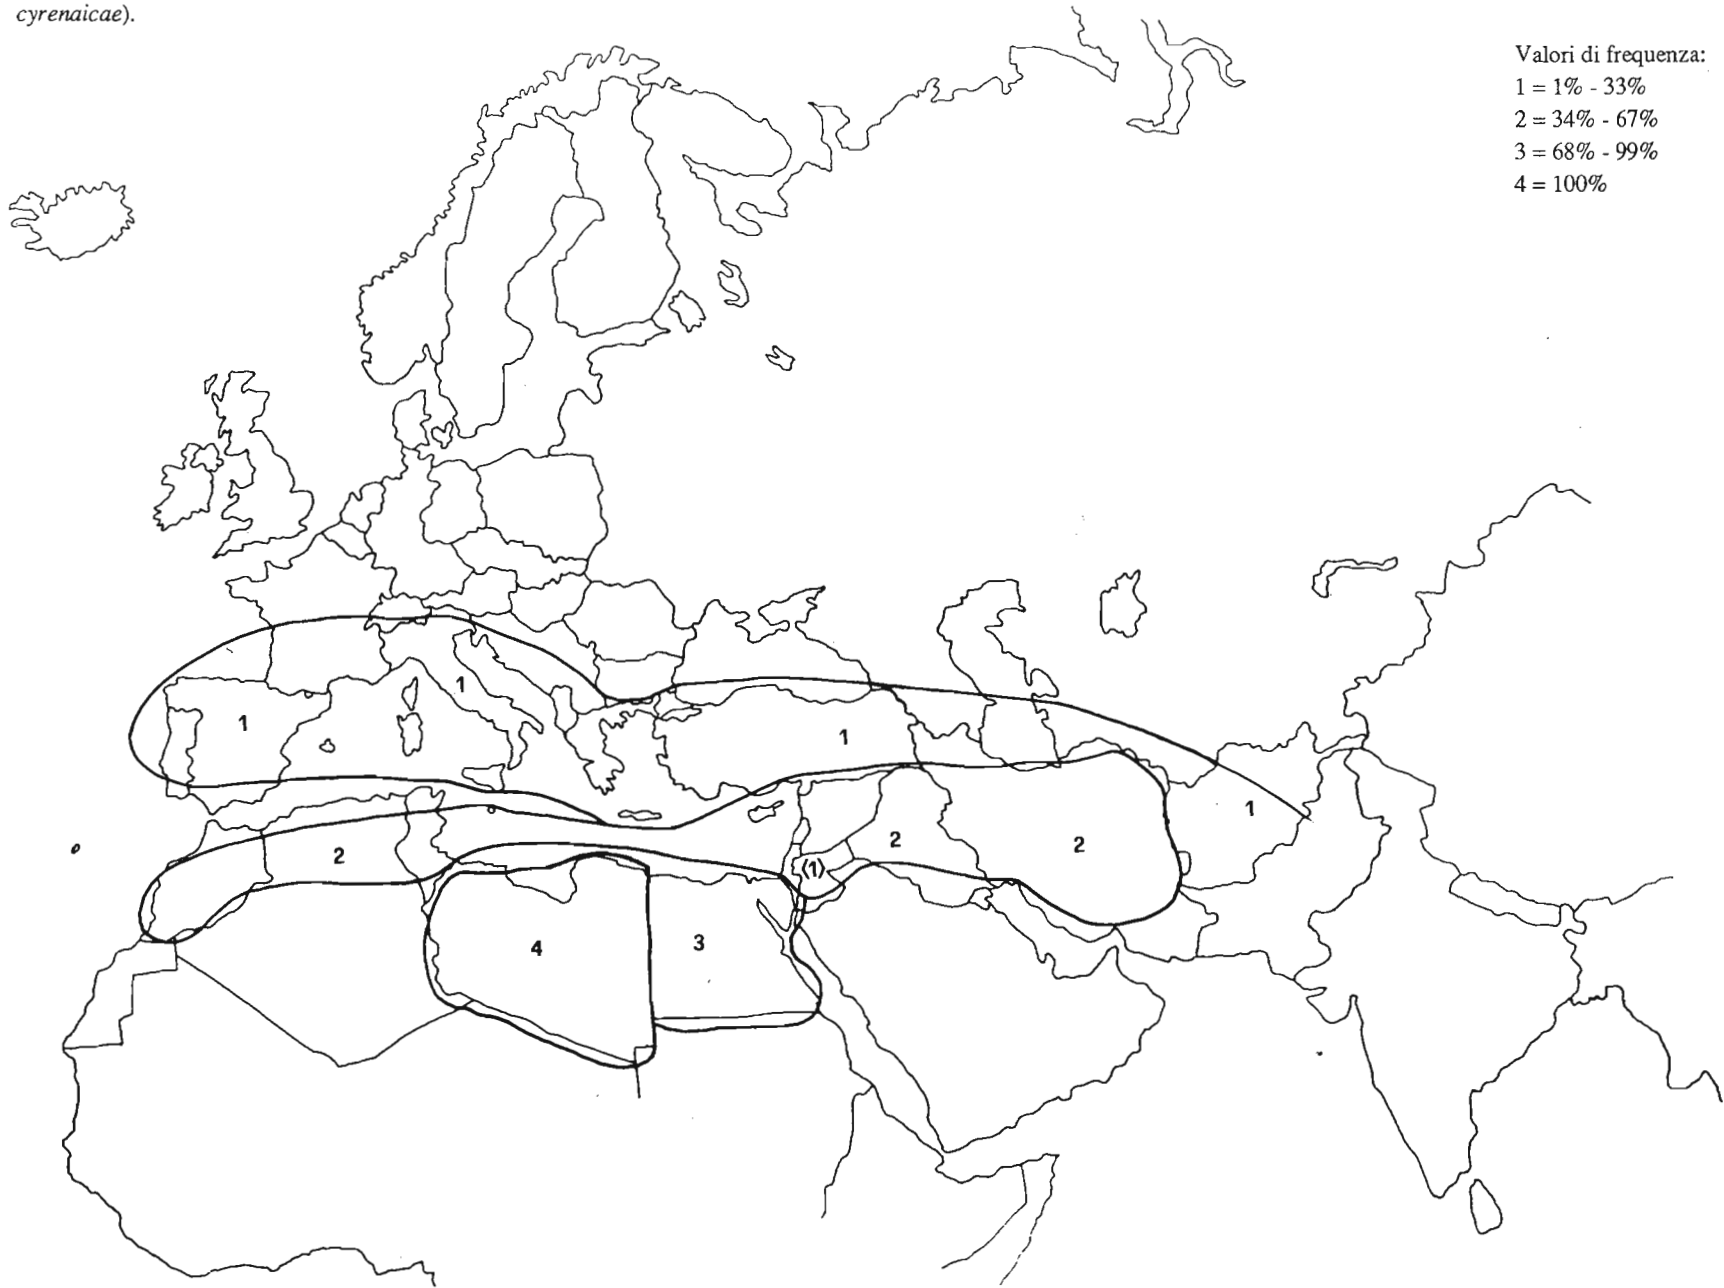 cyrenaicae).
Valori di frequenza:
1 = 1% - 33%
2 = 34% - 67%
3 = 68% - 99%
4 = 100%
1
1
1
1
2
2
2
(1)
4
3